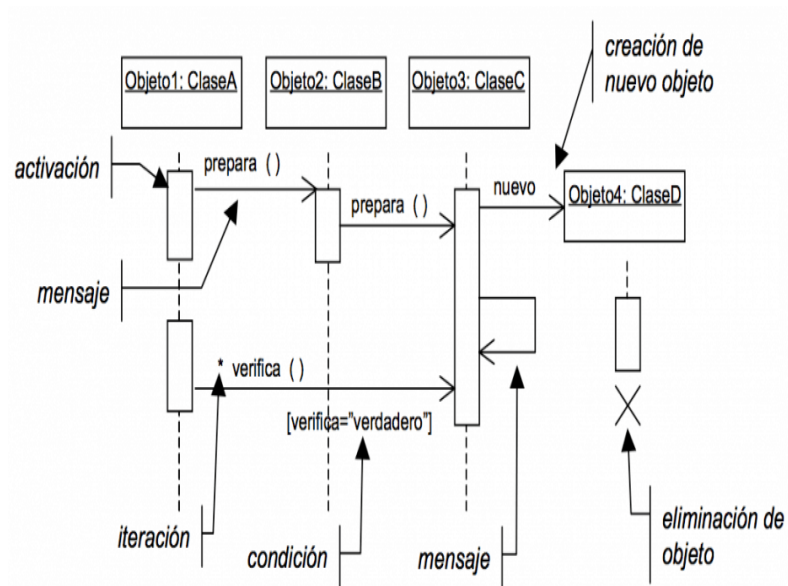 creación de
nuevo objeto
Objeto1: ClaseA
Objeto2: ClaseB
Objeto3: ClaseC
activación
prepara ( )
nuevo
Objeto4: ClaseD
prepara ( )
mensaje
* verifica ( )
[verifica="verdadero"]
iteración
condición
mensaje
eliminación de
objeto